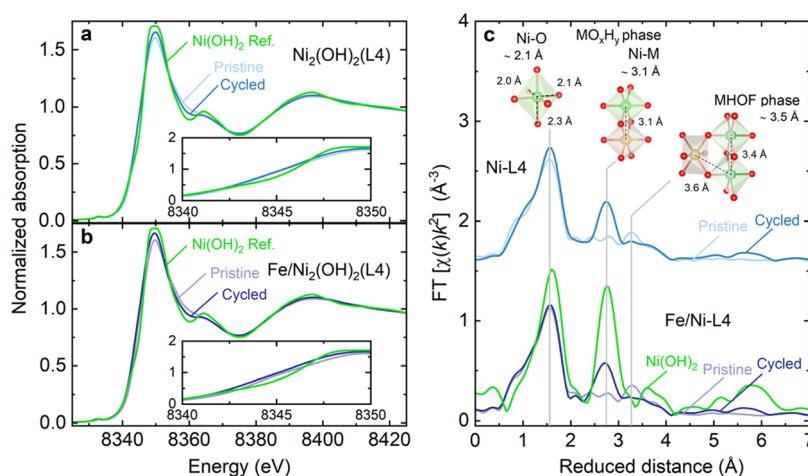 a
Ni(OH)₂ Ref.
Ni₂(OH)₂(L4)
Pristine
Cycled
1.5
1.0
0.5
0.0
2
1
0
8340 8345 8350
b
Ni(OH)₂ Ref.
Fe/Ni₂(OH)₂(L4)
Pristine
Cycled
1.5
1.0
0.5
0.0
2
1
0
8340 8345 8350
8340 8360 8380 8400 8420
Energy (eV)
Normalized absorption
c
MOₓHᵧ phase
Ni-O
~ 2.1 Å
Ni-M
~ 3.1 Å
2.0 Å
2.1 Å
2.3 Å
3.1 Å
MHOF phase
~ 3.5 Å
3.4 Å
3.6 Å
Ni-L4
Pristine
Cycled
Fe/Ni-L4
Ni(OH)₂
Pristine
Cycled
4
3
2
1
0
0 1 2 3 4 5 6 7
Reduced distance (Å)
FT [χ(k)k²] (Å⁻³)